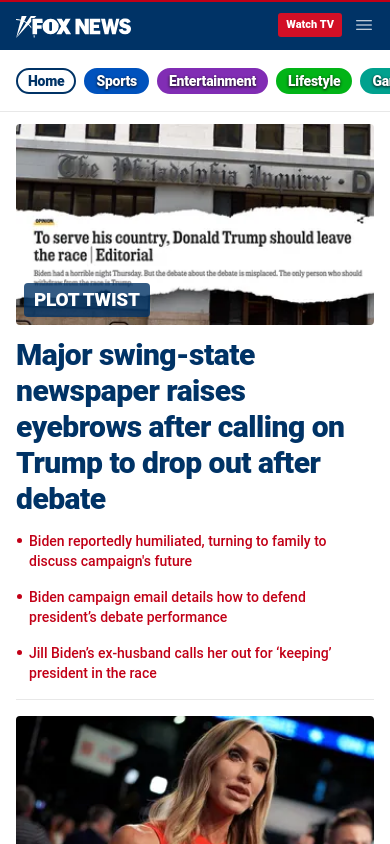 FOX NEWS
Watch TV
Home
Sports
Entertainment
Lifestyle
The Philadelphia Inquirer · D
OPINION
To serve his country, Donald Trump should leave
the race | Editorial
Biden had a horrible night Thursday. But the debate about the debate is misplaced. The only person who should
withdraw from the race is Trump.
PLOT TWIST
Major swing-state
newspaper raises
eyebrows after calling on
Trump to drop out after
debate
• Biden reportedly humiliated, turning to family to
discuss campaign's future
• Biden campaign email details how to defend
president’s debate performance
• Jill Biden’s ex-husband calls her out for ‘keeping’
president in the race